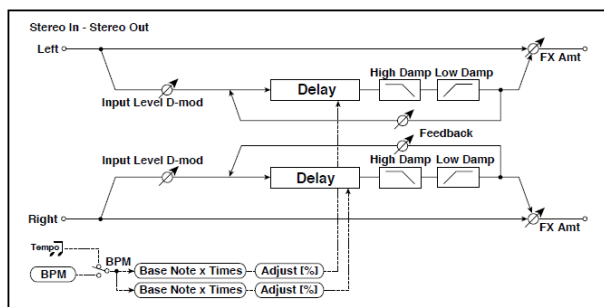 Stereo In - Stereo Out
Left
FX Amt
High Damp Low Damp
Delay
Input Level D-mod
Feedback
Input Level D-mod
High Damp Low Damp
Delay
Right
FX Amt
Tempo
BPM
BPM
Base Note x Times
Adjust [%]
Base Note x Times
Adjust [%]